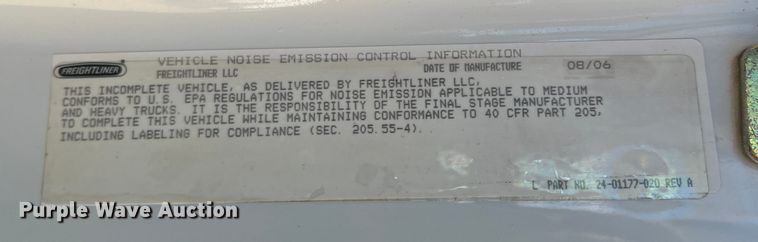 FREIGHTLINER
VEHICLE NOISE EMISSION CONTROL INFORMATION
FREIGHTLINER LLC DATE OF MANUFACTURE 08/06
THIS INCOMPLETE VEHICLE, AS DELIVERED BY FREIGHTLINER LLC,
CONFORMS TO U.S. EPA REGULATIONS FOR NOISE EMISSION APPLICABLE TO MEDIUM
AND HEAVY TRUCKS. IT IS THE RESPONSIBILITY OF THE FINAL STAGE MANUFACTURER
TO COMPLETE THIS VEHICLE WHILE MAINTAINING CONFORMANCE TO 40 CFR PART 205,
INCLUDING LABELING FOR COMPLIANCE (SEC. 205.55-4).
L PART NO. 24-01177-020 REV A
Purple Wave Auction